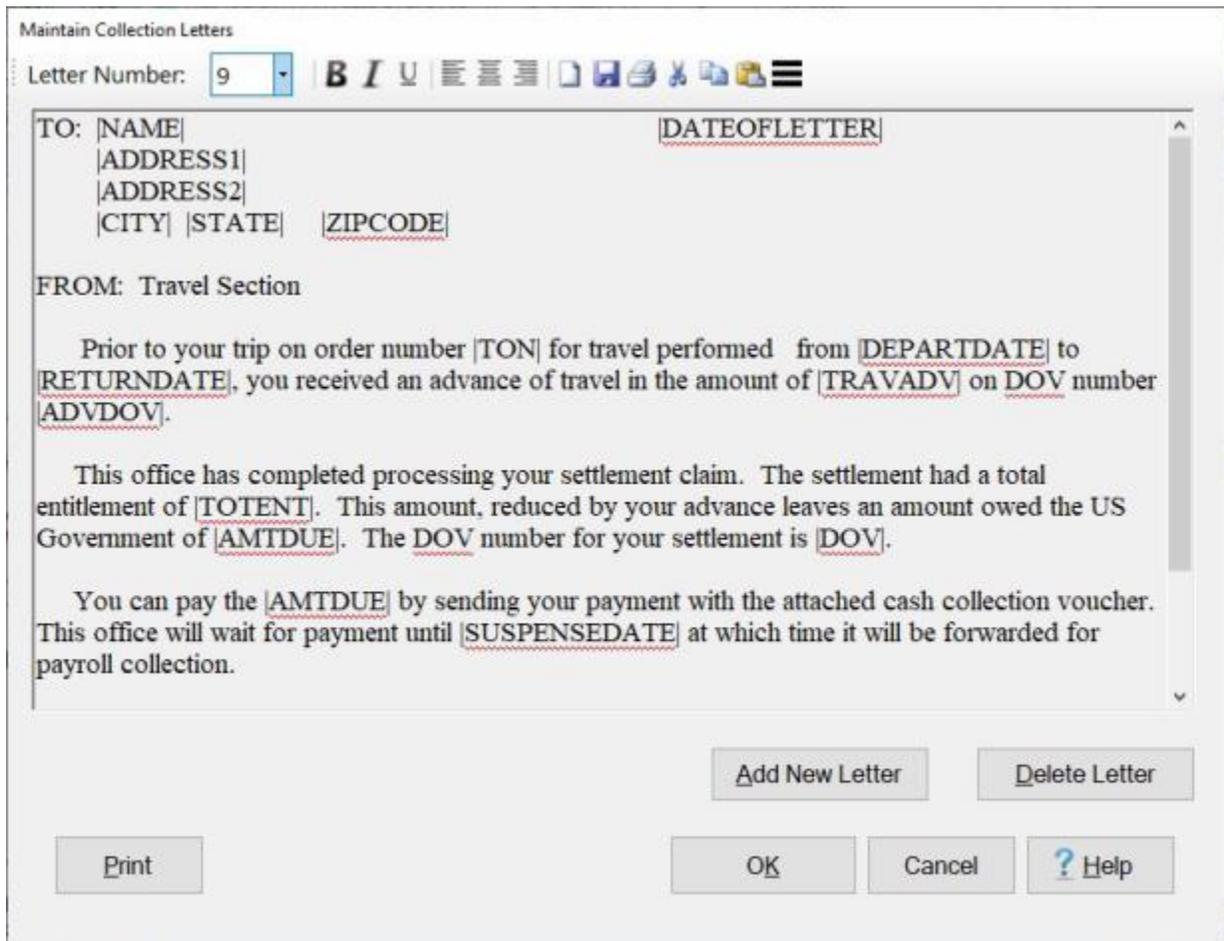 Maintain Collection Letters
Letter Number: 9 B I U
TO: |NAME| |DATEOFLETTER|
|ADDRESS1|
|ADDRESS2|
|CITY| |STATE| |ZIPCODE|
FROM: Travel Section
Prior to your trip on order number |TON| for travel performed from |DEPARTDATE| to
|RETURNDATE|, you received an advance of travel in the amount of |TRAVADV| on DOV number
|ADVDOV|.
This office has completed processing your settlement claim. The settlement had a total
entitlement of |TOTENT|. This amount, reduced by your advance leaves an amount owed the US
Government of |AMTDUE|. The DOV number for your settlement is |DOV|.
You can pay the |AMTDUE| by sending your payment with the attached cash collection voucher.
This office will wait for payment until |SUSPENSEDATE| at which time it will be forwarded for
payroll collection.
Add New Letter Delete Letter
Print OK Cancel ? Help